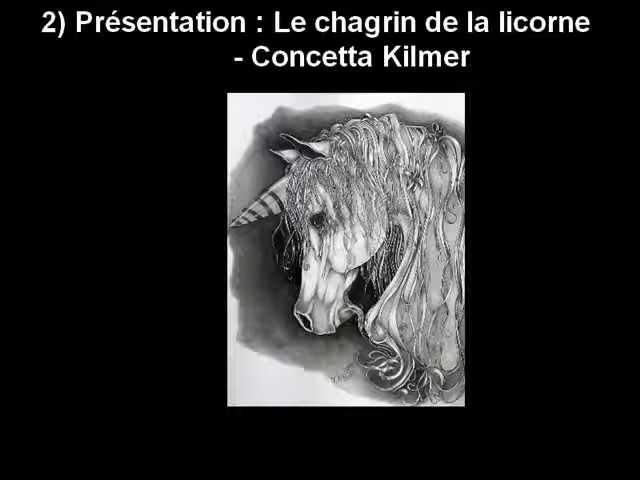 2) Présentation : Le chagrin de la licorne
- Concetta Kilmer